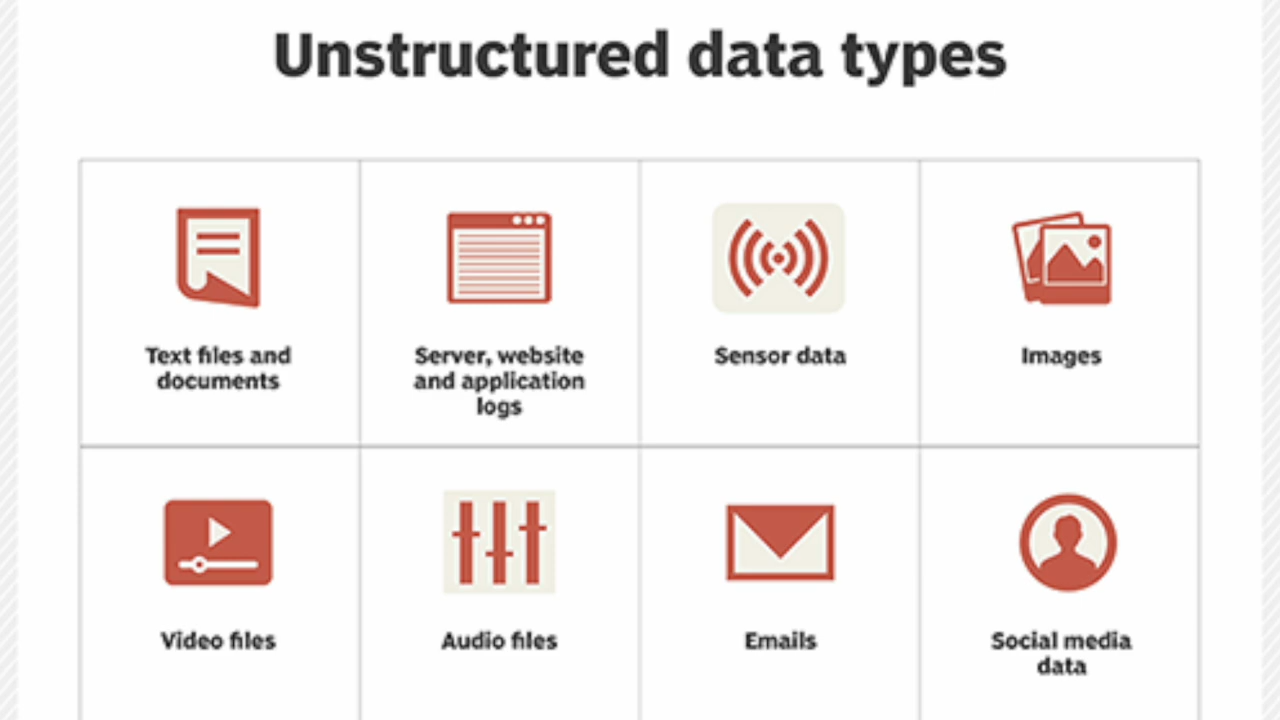 Unstructured data types
Text files and
documents
Server, website
and application
logs
Sensor data
Images
Video files
Audio files
Emails
Social media
data